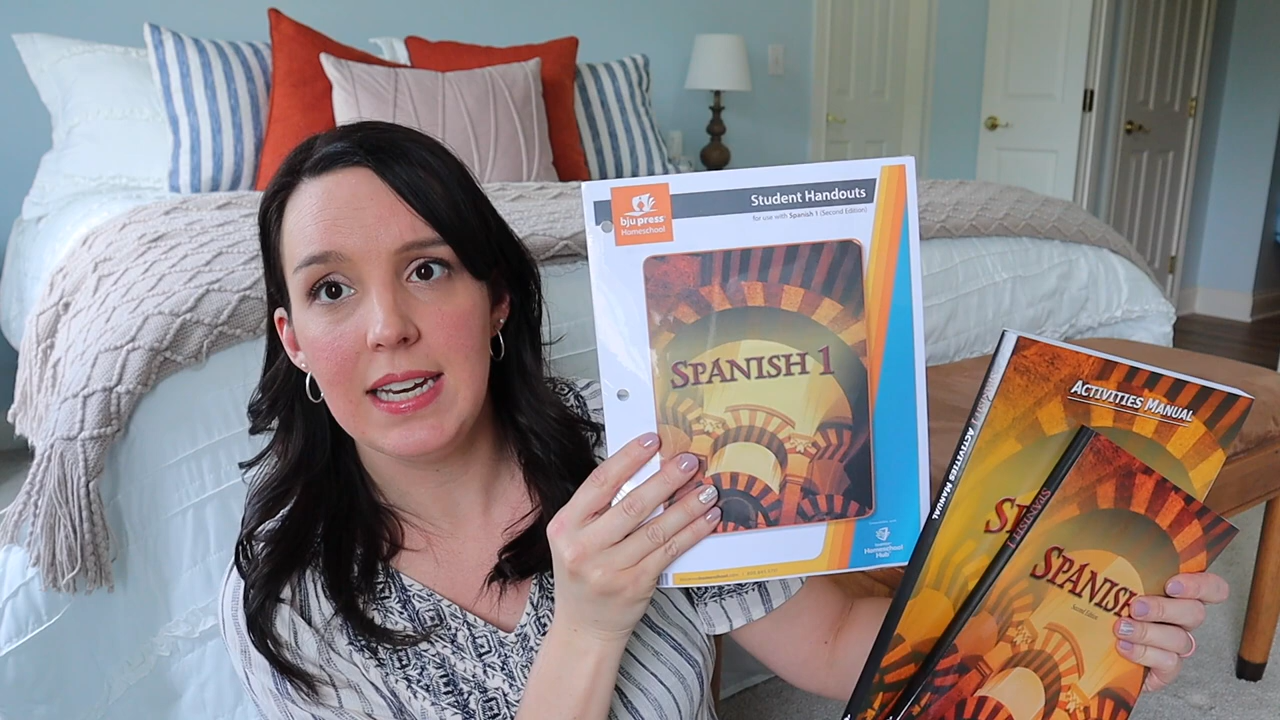 Student Handouts
for use with Spanish 1 (Second Edition)
bju press
Homeschool
SPANISH 1
Homeschool
Hub
ACTIVITIES MANUAL
ACTIVITIES MANUAL
SPANISH 1
SPANISH
Second Edition